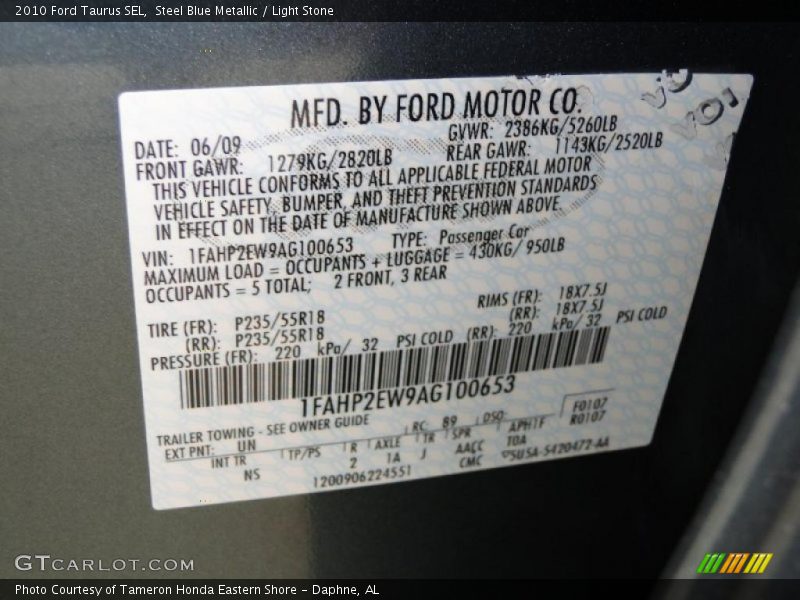 2010 Ford Taurus SEL,  Steel Blue Metallic / Light Stone
MFD. BY FORD MOTOR CO.
DATE: 06/09 GVWR: 2386KG/5260LB
FRONT GAWR: 1279KG/2820LB REAR GAWR: 1143KG/2520LB
THIS VEHICLE CONFORMS TO ALL APPLICABLE FEDERAL MOTOR
VEHICLE SAFETY, BUMPER, AND THEFT PREVENTION STANDARDS
IN EFFECT ON THE DATE OF MANUFACTURE SHOWN ABOVE.
VIN: 1FAHP2EW9AG100653 TYPE: Passenger Car
MAXIMUM LOAD = OCCUPANTS + LUGGAGE = 430KG/ 950LB
OCCUPANTS = 5 TOTAL; 2 FRONT, 3 REAR
TIRE (FR): P235/55R18 RIMS (FR): 18X7.5J
(RR): P235/55R18 (RR): 18X7.5J
PRESSURE (FR): 220 kPa/ 32 PSI COLD (RR): 220 kPa/ 32 PSI COLD
1FAHP2EW9AG100653
TRAILER TOWING - SEE OWNER GUIDE
EXT PNT: UN RC: 89 DSO: F0107
R0107
INT TR TP/PS R AXLE TR SPR APHTF
NS 2 1A J AACC TOA
CMC
1200906224551 5U5A-5420472-AA
VO
VO1
GTCARLOT.COM
Photo Courtesy of Tameron Honda Eastern Shore – Daphne, AL